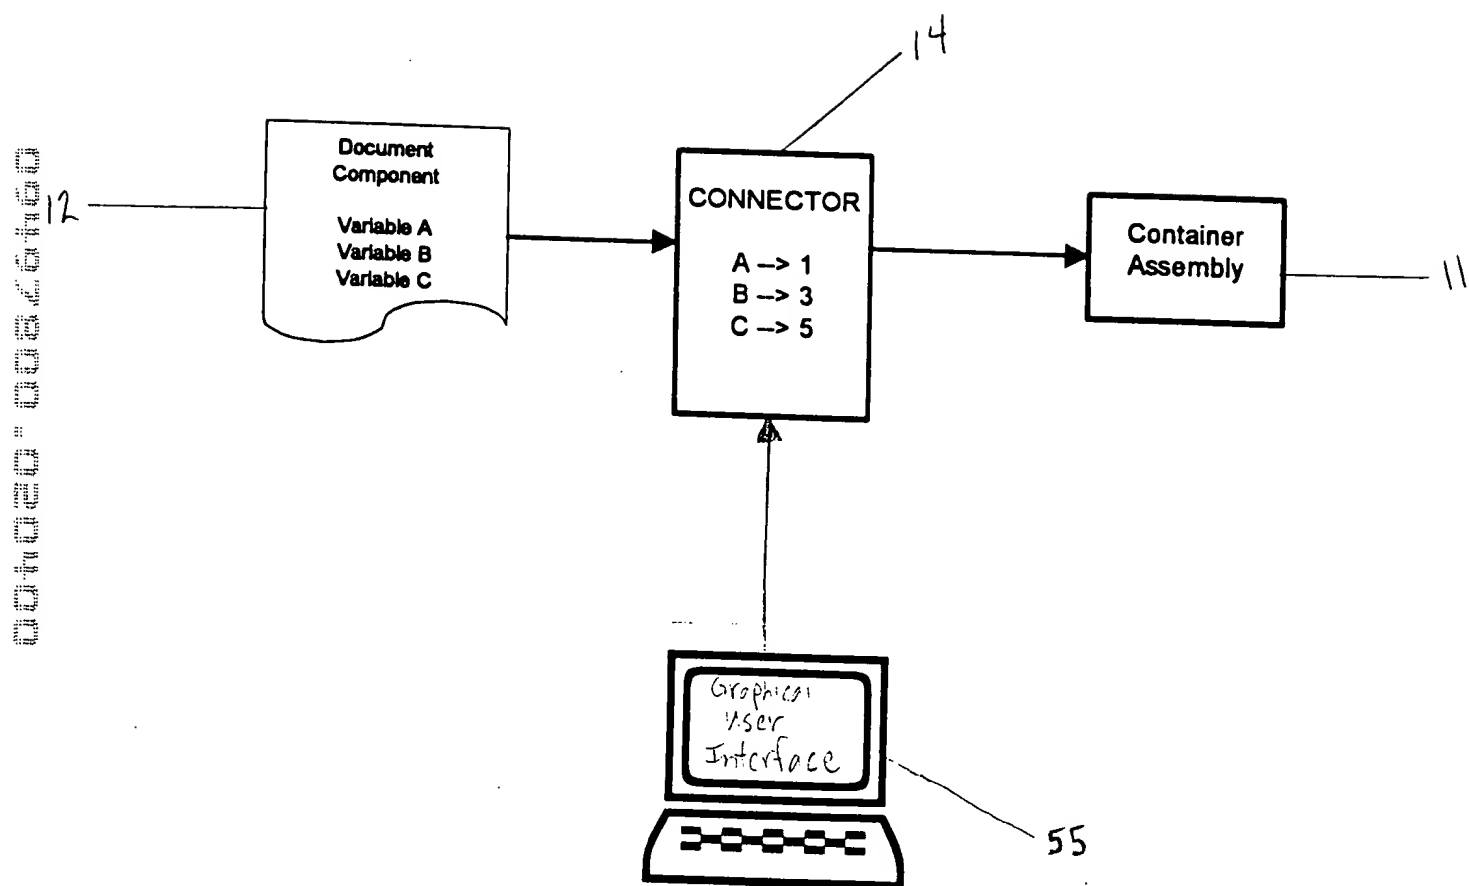 14
Document
Component
Variable A
Variable B
Variable C
12
CONNECTOR
A --> 1
B --> 3
C --> 5
Container
Assembly
11
Graphical
User
Interface
55